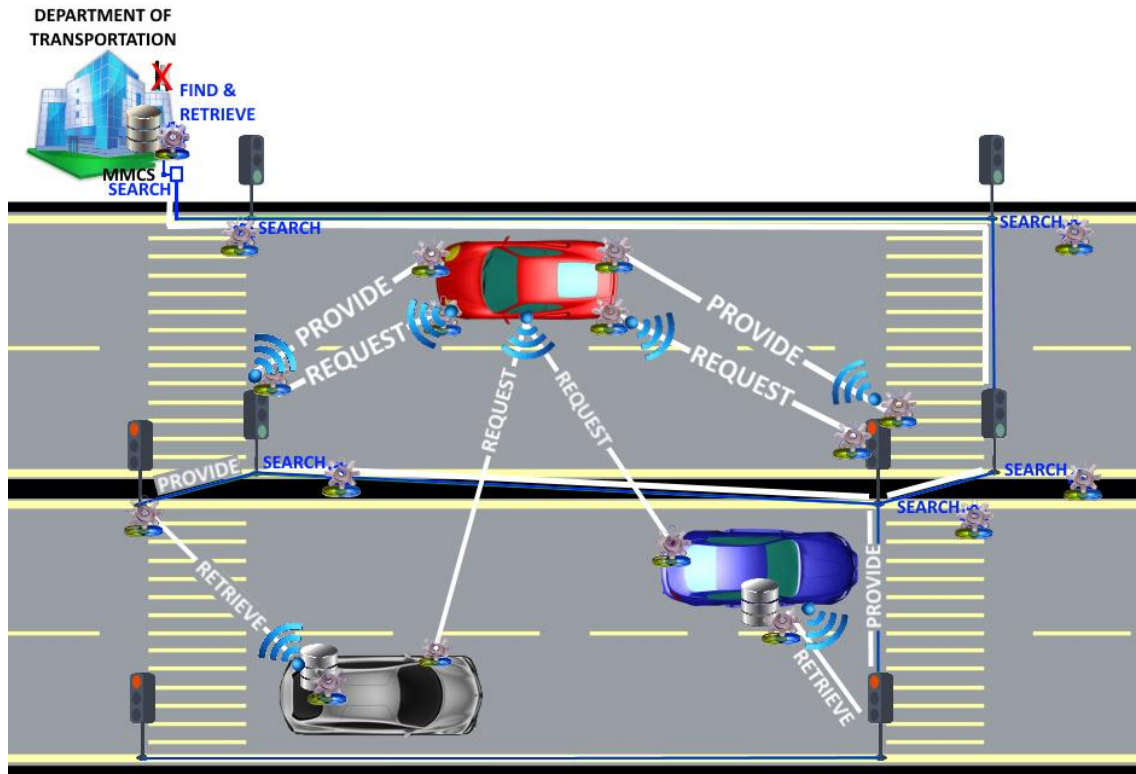 DEPARTMENT OF
TRANSPORTATION
X
FIND &
RETRIEVE
MMCS
SEARCH
SEARCH
SEARCH
PROVIDE
REQUEST
PROVIDE
REQUEST
REQUEST
REQUEST
PROVIDE
SEARCH
SEARCH
SEARCH
RETRIEVE
PROVIDE
RETRIEVE